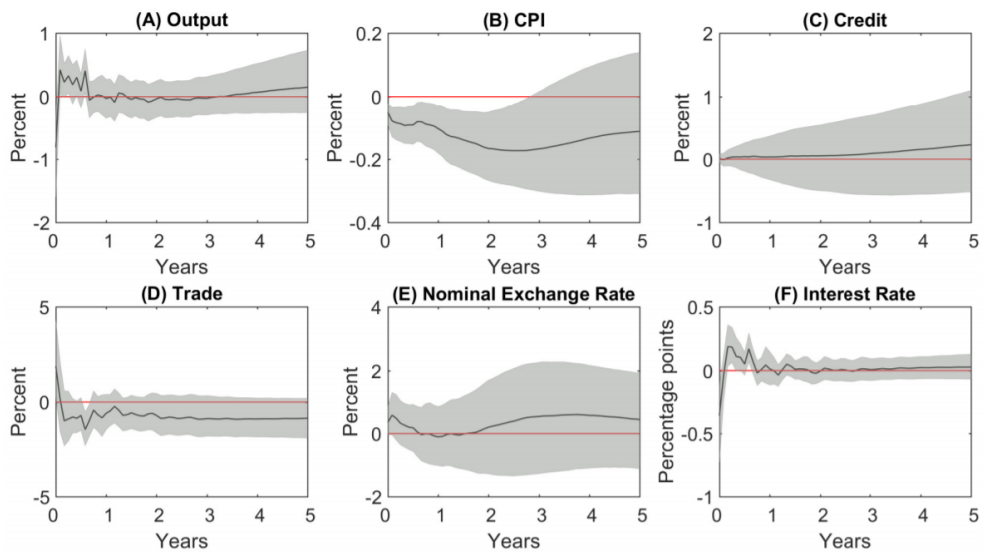 (A) Output
Percent
1
0
-1
-2
0 1 2 3 4 5
Years
(B) CPI
Percent
0.2
0
-0.2
-0.4
0 1 2 3 4 5
Years
(C) Credit
Percent
2
1
0
-1
0 1 2 3 4 5
Years
(D) Trade
Percent
5
0
-5
0 1 2 3 4 5
Years
(E) Nominal Exchange Rate
Percent
4
2
0
-2
0 1 2 3 4 5
Years
(F) Interest Rate
Percentage points
0.5
0
-0.5
-1
0 1 2 3 4 5
Years